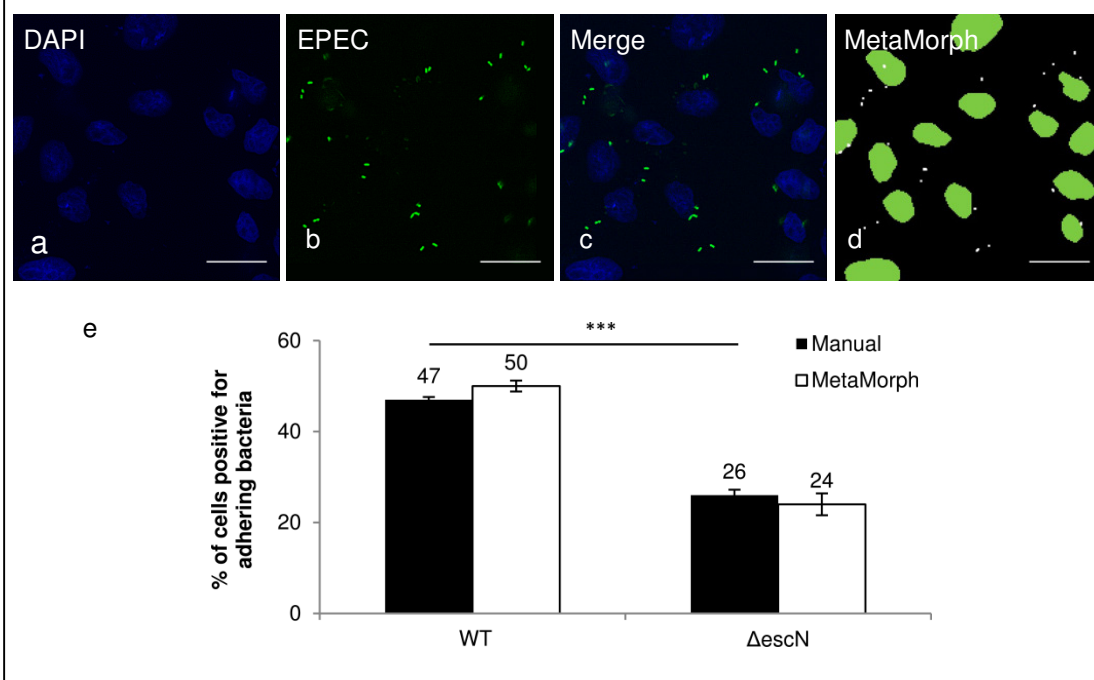 DAPI
EPEC
Merge
MetaMorph
a
b
c
d
e
***
Manual
MetaMorph
% of cells positive for
adhering bacteria
60
40
20
0
47
50
26
24
WT
ΔescN